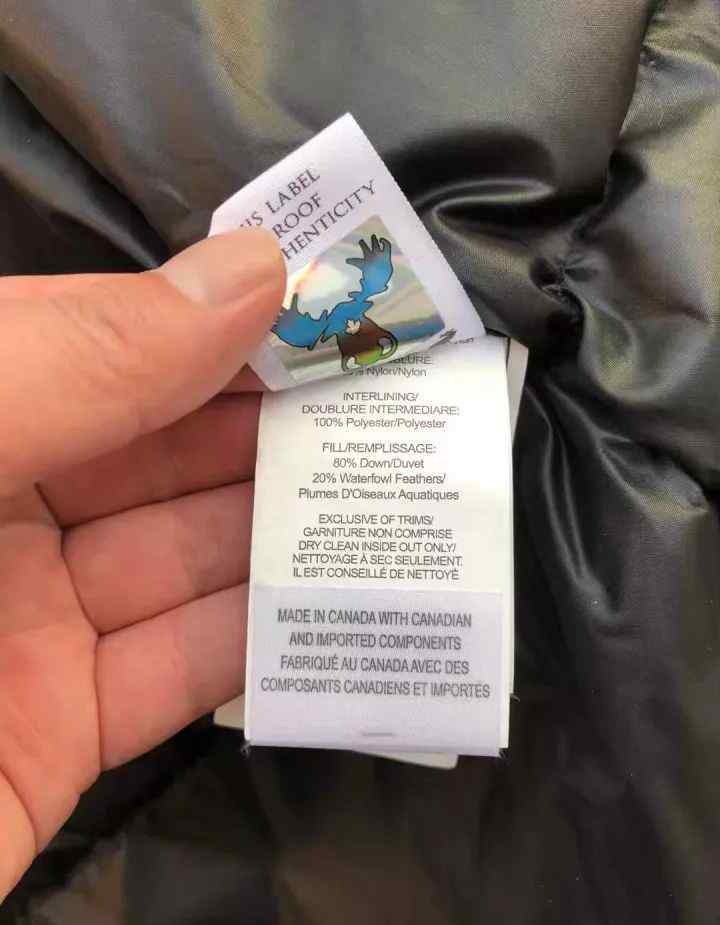 LABEL
ROOF
HENTICITY
Nylon/Nylon
INTERLINING/
DOUBLURE INTERMEDIARE:
100% Polyester/Polyester
FILL/REMPLISSAGE:
80% Down/Duvet
20% Waterfowl Feathers/
Plumes D'Oiseaux Aquatiques
EXCLUSIVE OF TRIMS/
GARNITURE NON COMPRISE
DRY CLEAN INSIDE OUT ONLY/
NETTOYAGE À SEC SEULEMENT.
IL EST CONSEILLÉ DE NETTOYÉ
MADE IN CANADA WITH CANADIAN
AND IMPORTED COMPONENTS
FABRIQUÉ AU CANADA AVEC DES
COMPOSANTS CANADIENS ET IMPORTÉS